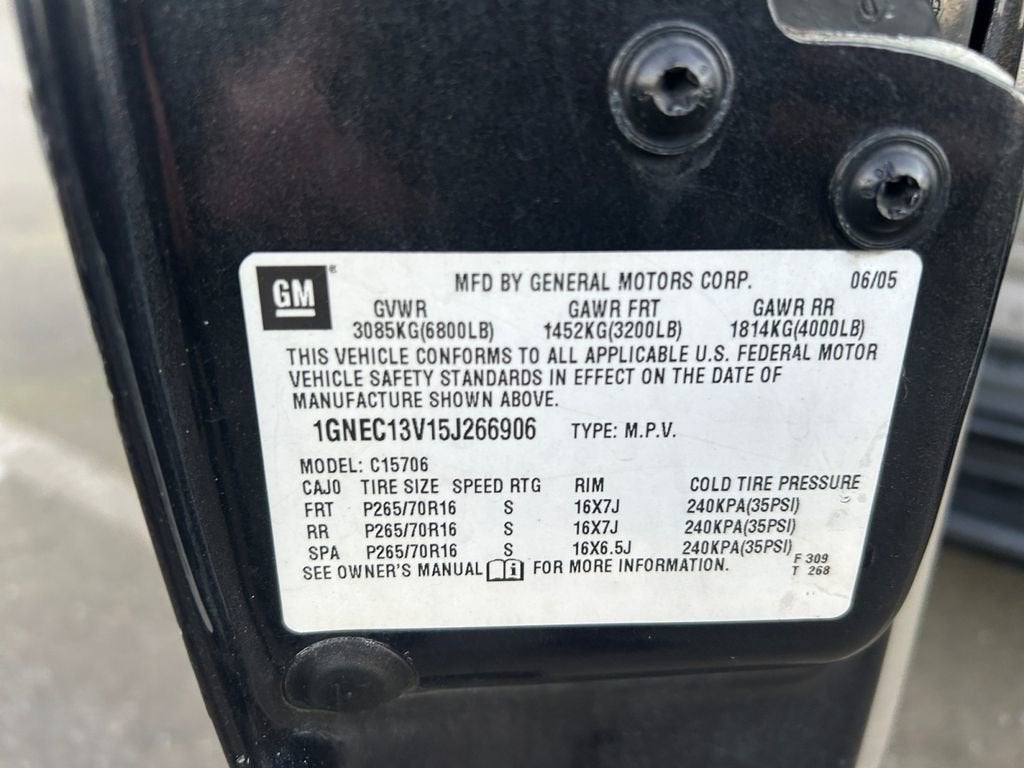 GM ® MFD BY GENERAL MOTORS CORP. 06/05
GVWR GAWR FRT GAWR RR
3085KG(6800LB) 1452KG(3200LB) 1814KG(4000LB)
THIS VEHICLE CONFORMS TO ALL APPLICABLE U.S. FEDERAL MOTOR
VEHICLE SAFETY STANDARDS IN EFFECT ON THE DATE OF
MANUFACTURE SHOWN ABOVE.
1GNEC13V15J266906 TYPE: M.P.V.
MODEL: C15706
CAJ0 TIRE SIZE SPEED RTG RIM COLD TIRE PRESSURE
FRT P265/70R16 S 16X7J 240KPA(35PSI)
RR P265/70R16 S 16X7J 240KPA(35PSI)
SPA P265/70R16 S 16X6.5J 240KPA(35PSI)
SEE OWNER'S MANUAL i FOR MORE INFORMATION.
F 309
T 268